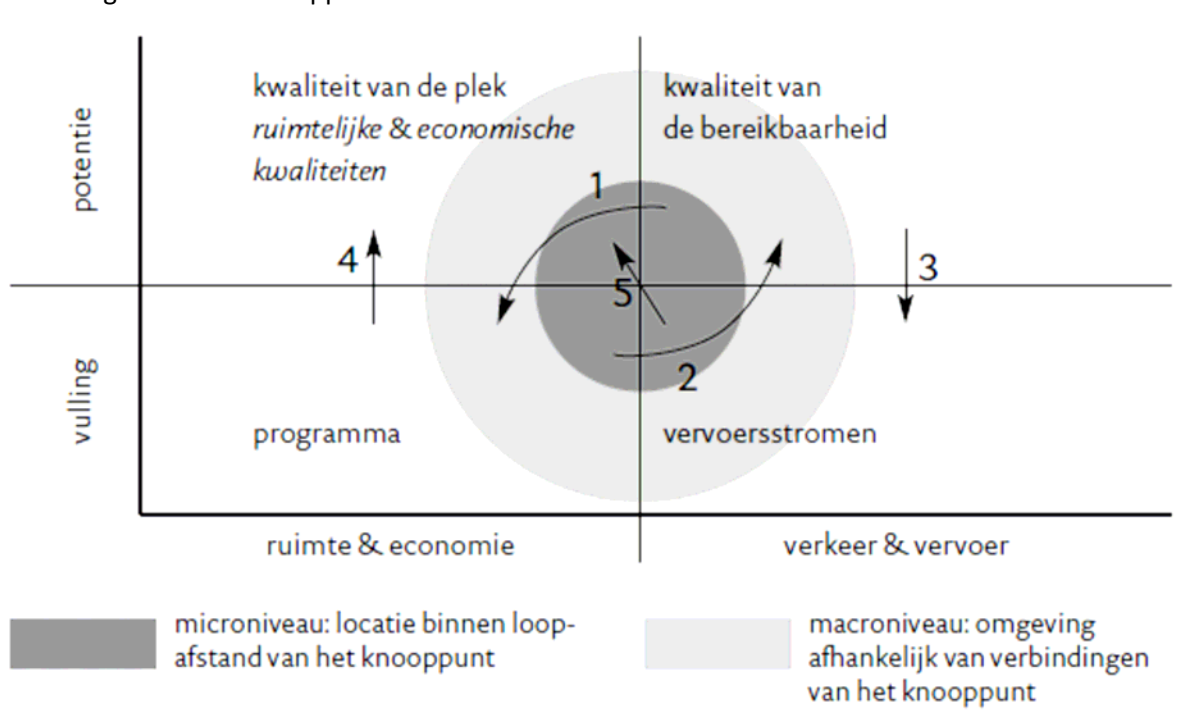 kwaliteit van de plek
ruimtelijke & economische
kwaliteiten
kwaliteit van
de bereikbaarheid
potentie
1
4
3
5
2
vulling
programma
vervoersstromen
ruimte & economie
verkeer & vervoer
microniveau: locatie binnen loop-
afstand van het knooppunt
macroniveau: omgeving
afhankelijk van verbindingen
van het knooppunt